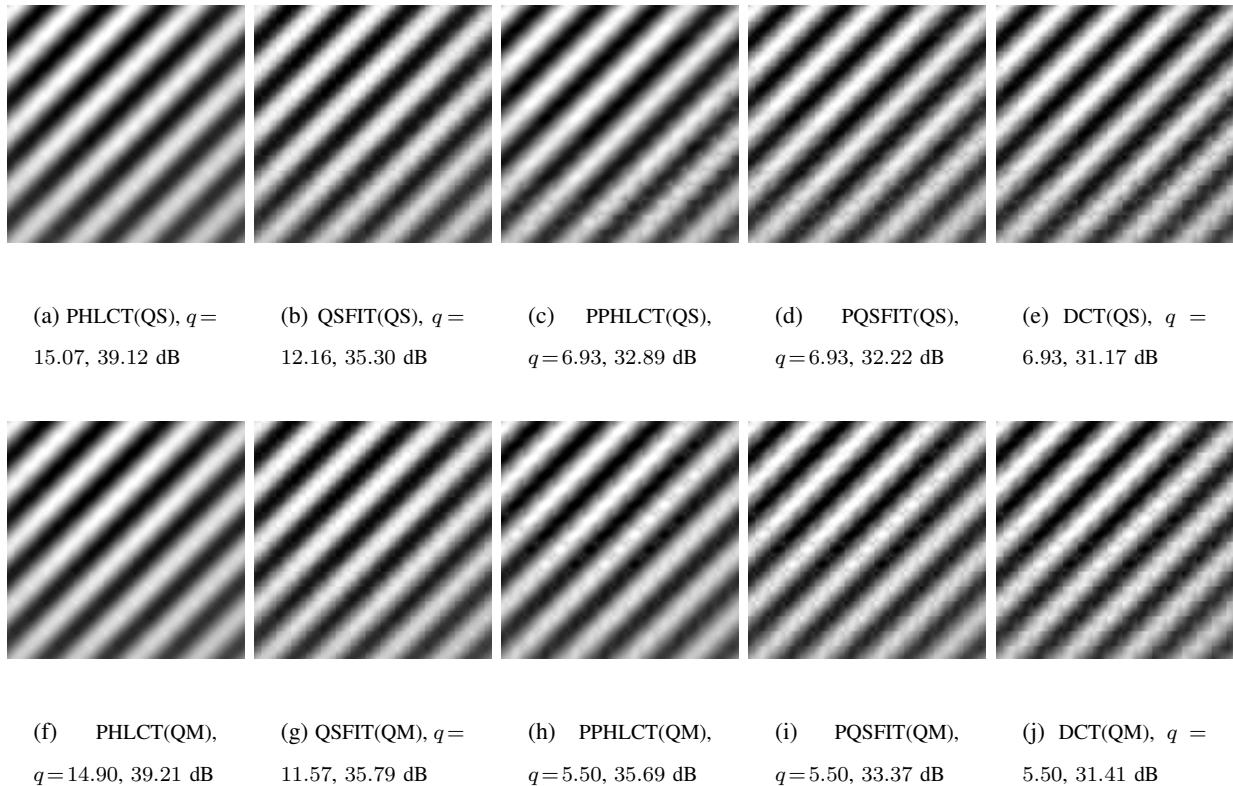 (a) PHLCT(QS), q =
15.07, 39.12 dB
(b) QSFIT(QS), q =
12.16, 35.30 dB
(c) PPHLCT(QS),
q = 6.93, 32.89 dB
(d) PQSFIT(QS),
q = 6.93, 32.22 dB
(e) DCT(QS), q =
6.93, 31.17 dB
(f) PHLCT(QM),
q = 14.90, 39.21 dB
(g) QSFIT(QM), q =
11.57, 35.79 dB
(h) PPHLCT(QM),
q = 5.50, 35.69 dB
(i) PQSFIT(QM),
q = 5.50, 33.37 dB
(j) DCT(QM), q =
5.50, 31.41 dB